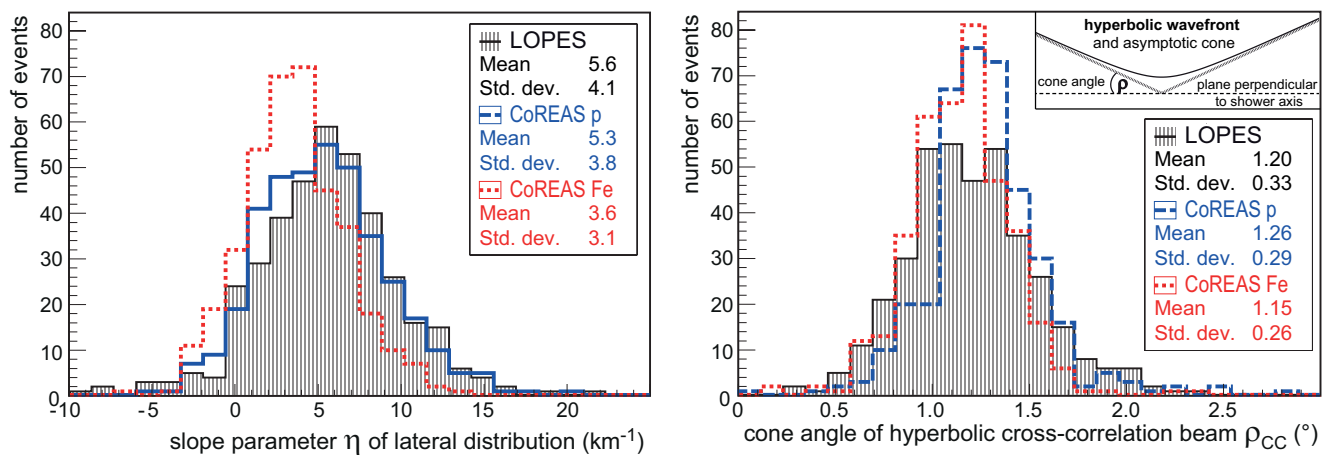 number of events
80
70
60
50
40
30
20
10
0
-10
-5
0
5
10
15
20
slope parameter η of lateral distribution (km⁻¹)
LOPES
Mean 5.6
Std. dev. 4.1
CoREAS p
Mean 5.3
Std. dev. 3.8
CoREAS Fe
Mean 3.6
Std. dev. 3.1
number of events
80
70
60
50
40
30
20
10
0
0
0.5
1.0
1.5
2.0
2.5
cone angle of hyperbolic cross-correlation beam ρCC (°)
hyperbolic wavefront
and asymptotic cone
cone angle ρ plane perpendicular
to shower axis
LOPES
Mean 1.20
Std. dev. 0.33
CoREAS p
Mean 1.26
Std. dev. 0.29
CoREAS Fe
Mean 1.15
Std. dev. 0.26